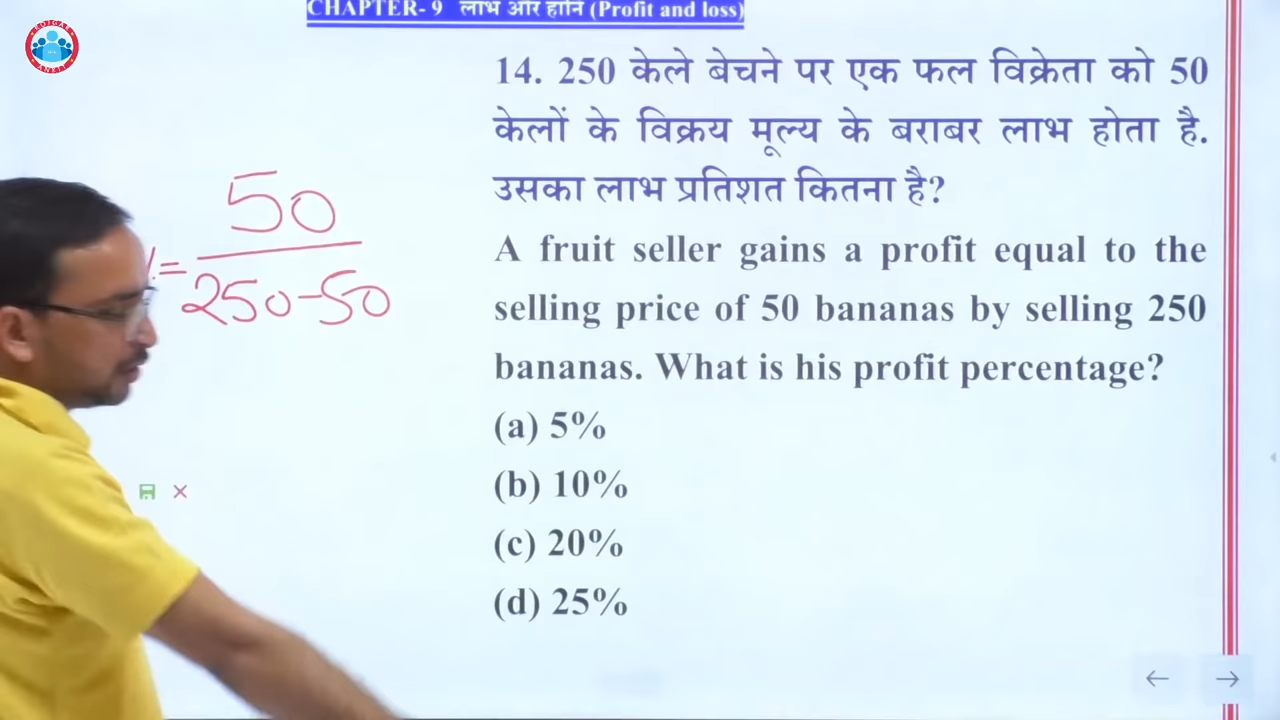 CHAPTER- 9 लाभ और हानि (Profit and loss)
14. 250 केले बेचने पर एक फल विक्रेता को 50
केलों के विक्रय मूल्य के बराबर लाभ होता है.
उसका लाभ प्रतिशत कितना है?
A fruit seller gains a profit equal to the
selling price of 50 bananas by selling 250
bananas. What is his profit percentage?
(a) 5%
(b) 10%
(c) 20%
(d) 25%
50
=
250-50